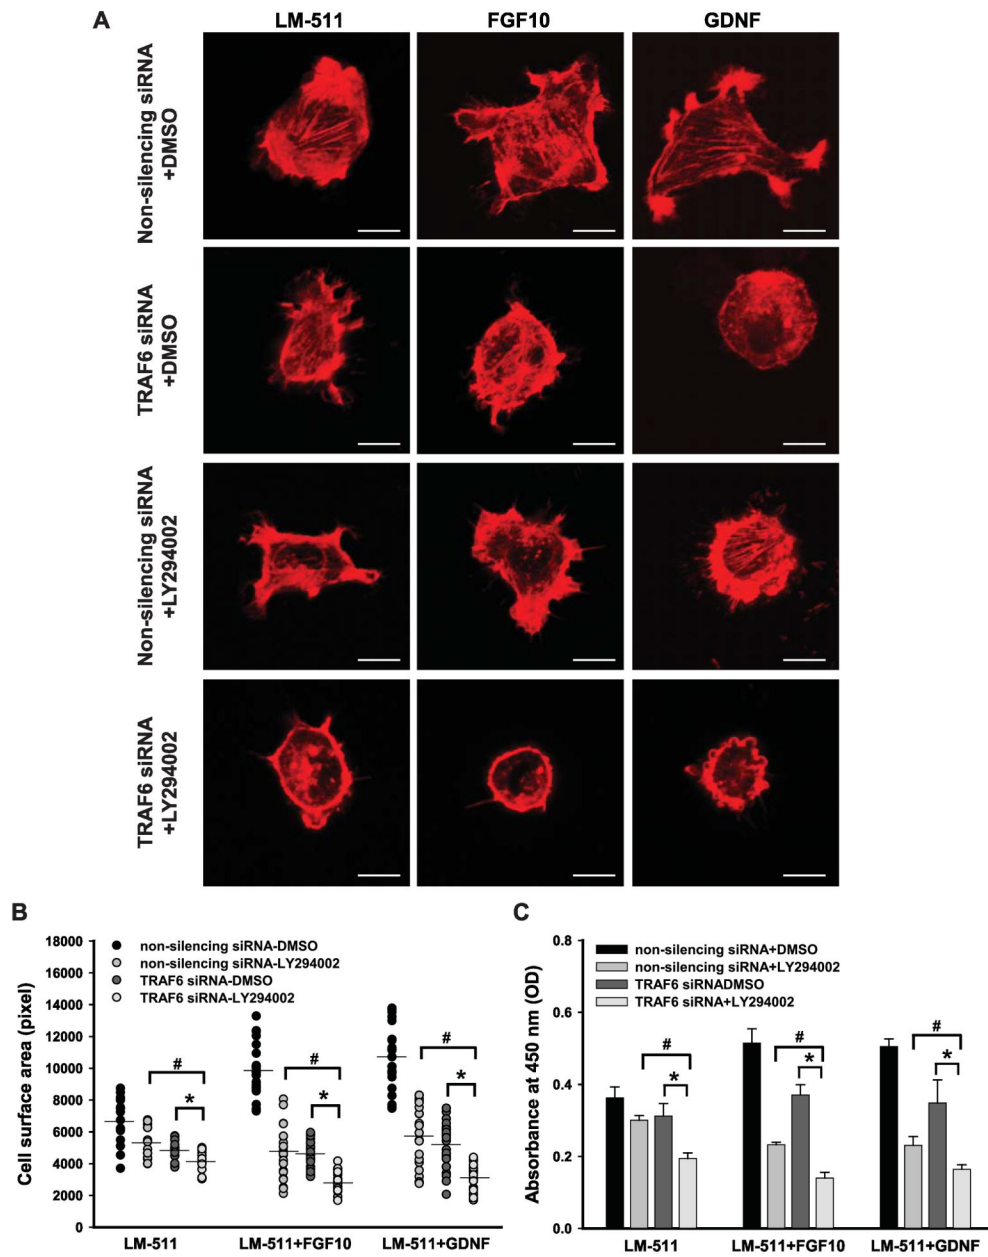 A
LM-511
FGF10
GDNF
Non-silencing siRNA
+DMSO
TRAF6 siRNA
+DMSO
Non-silencing siRNA
+LY294002
TRAF6 siRNA
+LY294002
B
Cell surface area (pixel)
18000
16000
14000
12000
10000
8000
6000
4000
2000
0
non-silencing siRNA-DMSO
non-silencing siRNA-LY294002
TRAF6 siRNA-DMSO
TRAF6 siRNA-LY294002
#
*
#
*
#
*
LM-511
LM-511+FGF10
LM-511+GDNF
C
Absorbance at 450 nm (OD)
0.8
0.6
0.4
0.2
0.0
non-silencing siRNA+DMSO
non-silencing siRNA+LY294002
TRAF6 siRNADMSO
TRAF6 siRNA+LY294002
#
*
#
*
#
*
LM-511
LM-511+FGF10
LM-511+GDNF